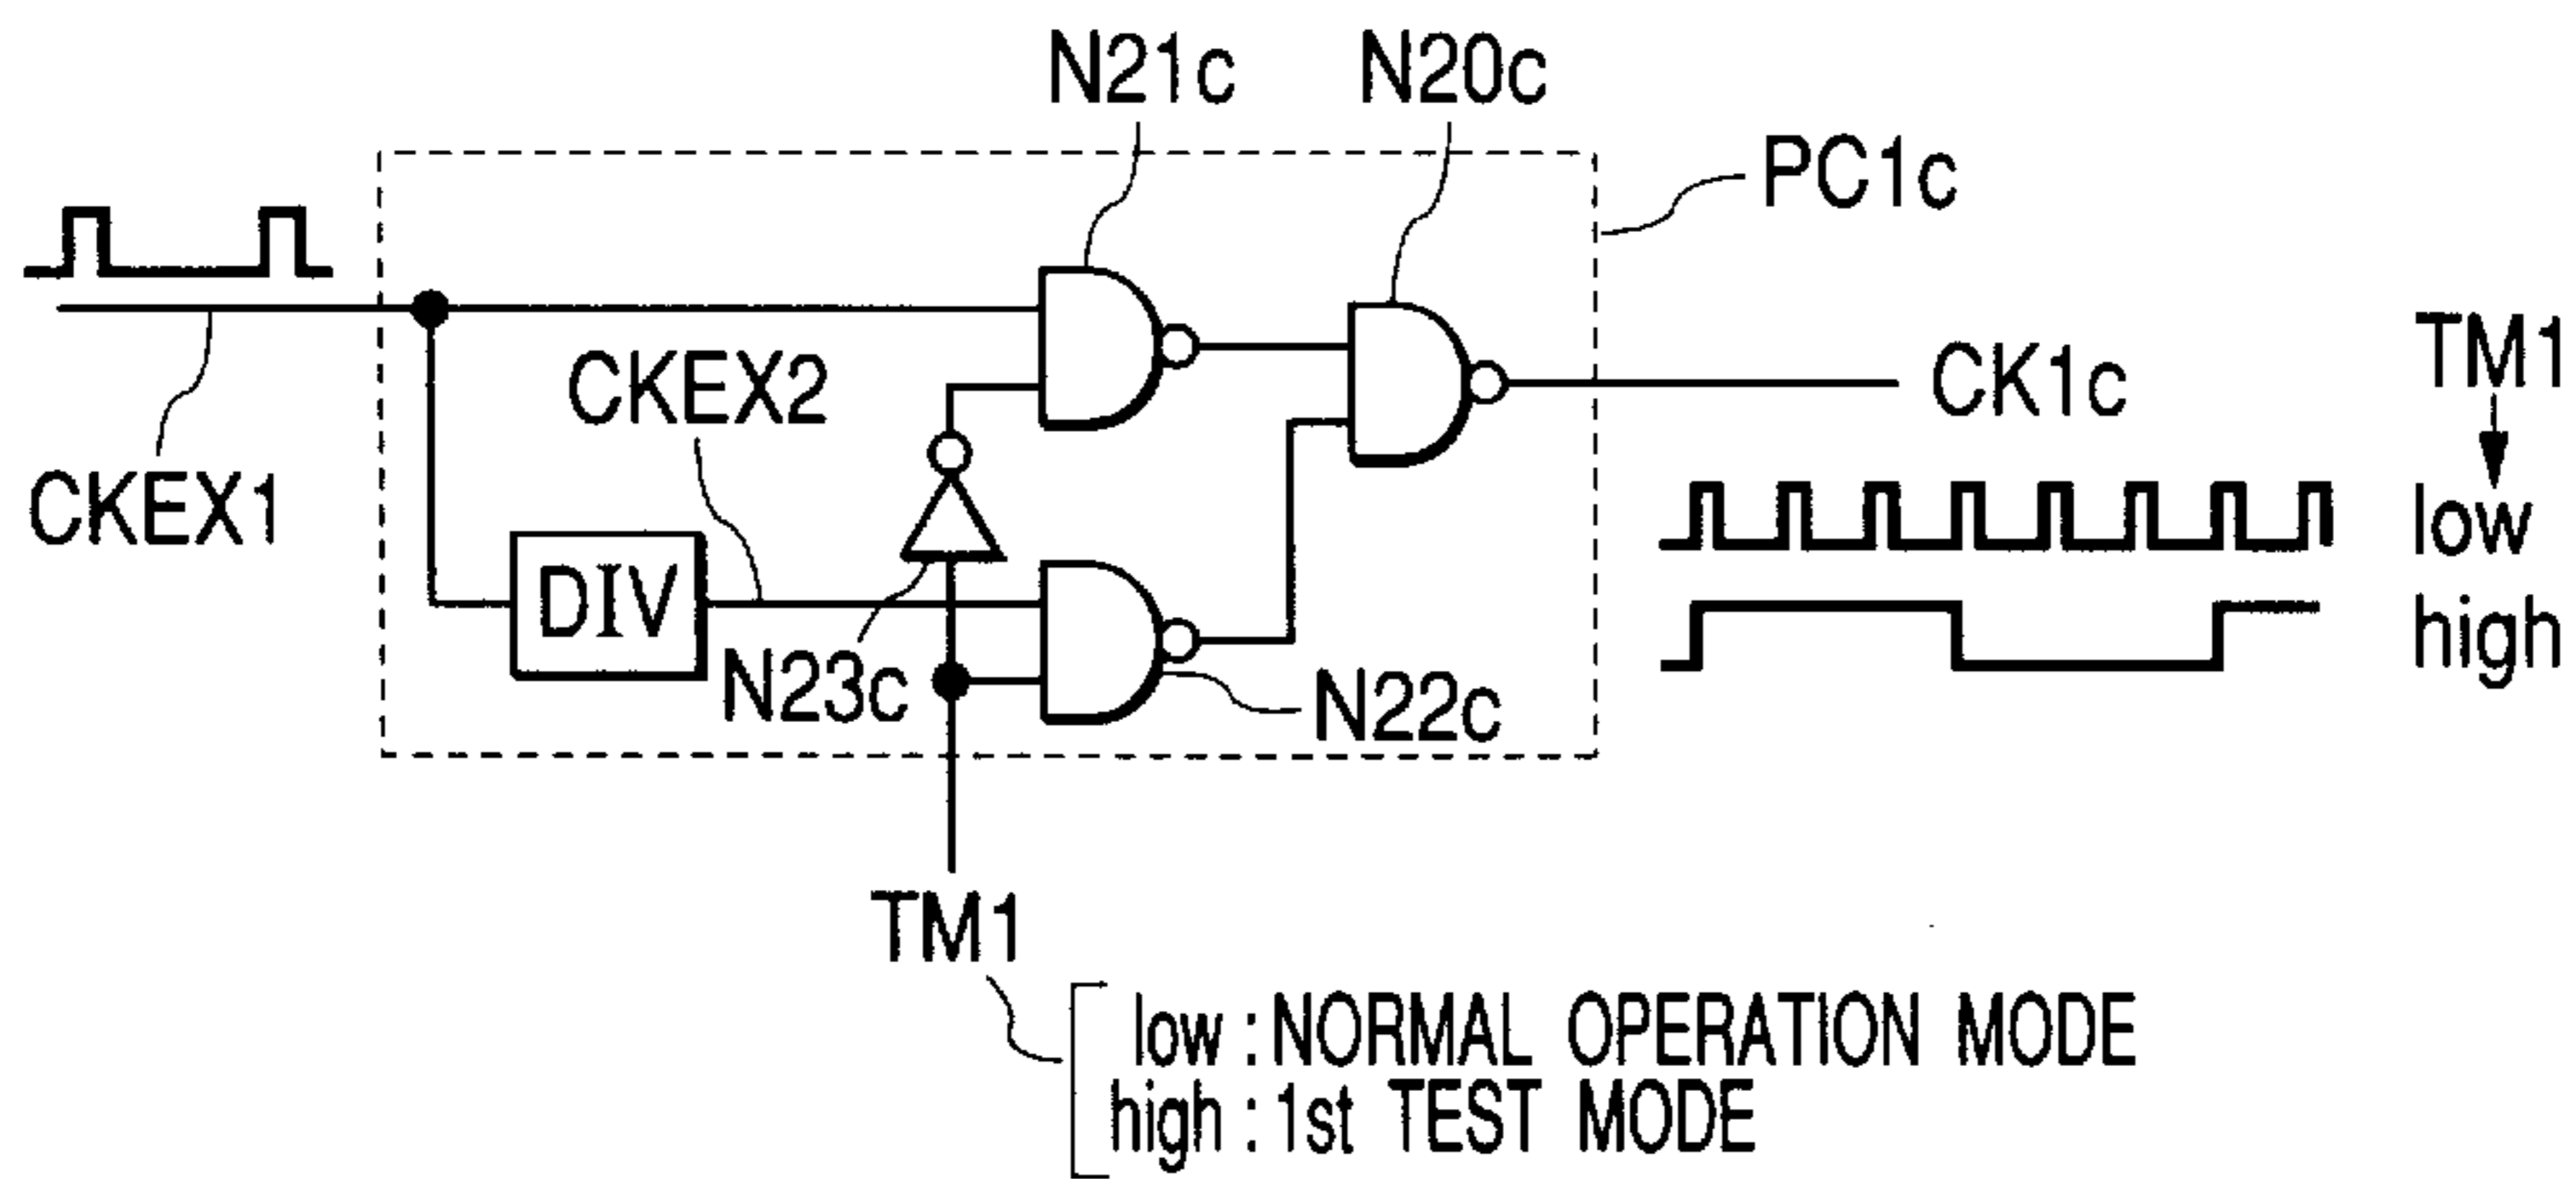 N21c
N20c
PC1c
CKEX1
CKEX2
CK1c
TM1
low
high
DIV
N23c
N22c
TM1
low : NORMAL OPERATION MODE
high : 1st TEST MODE